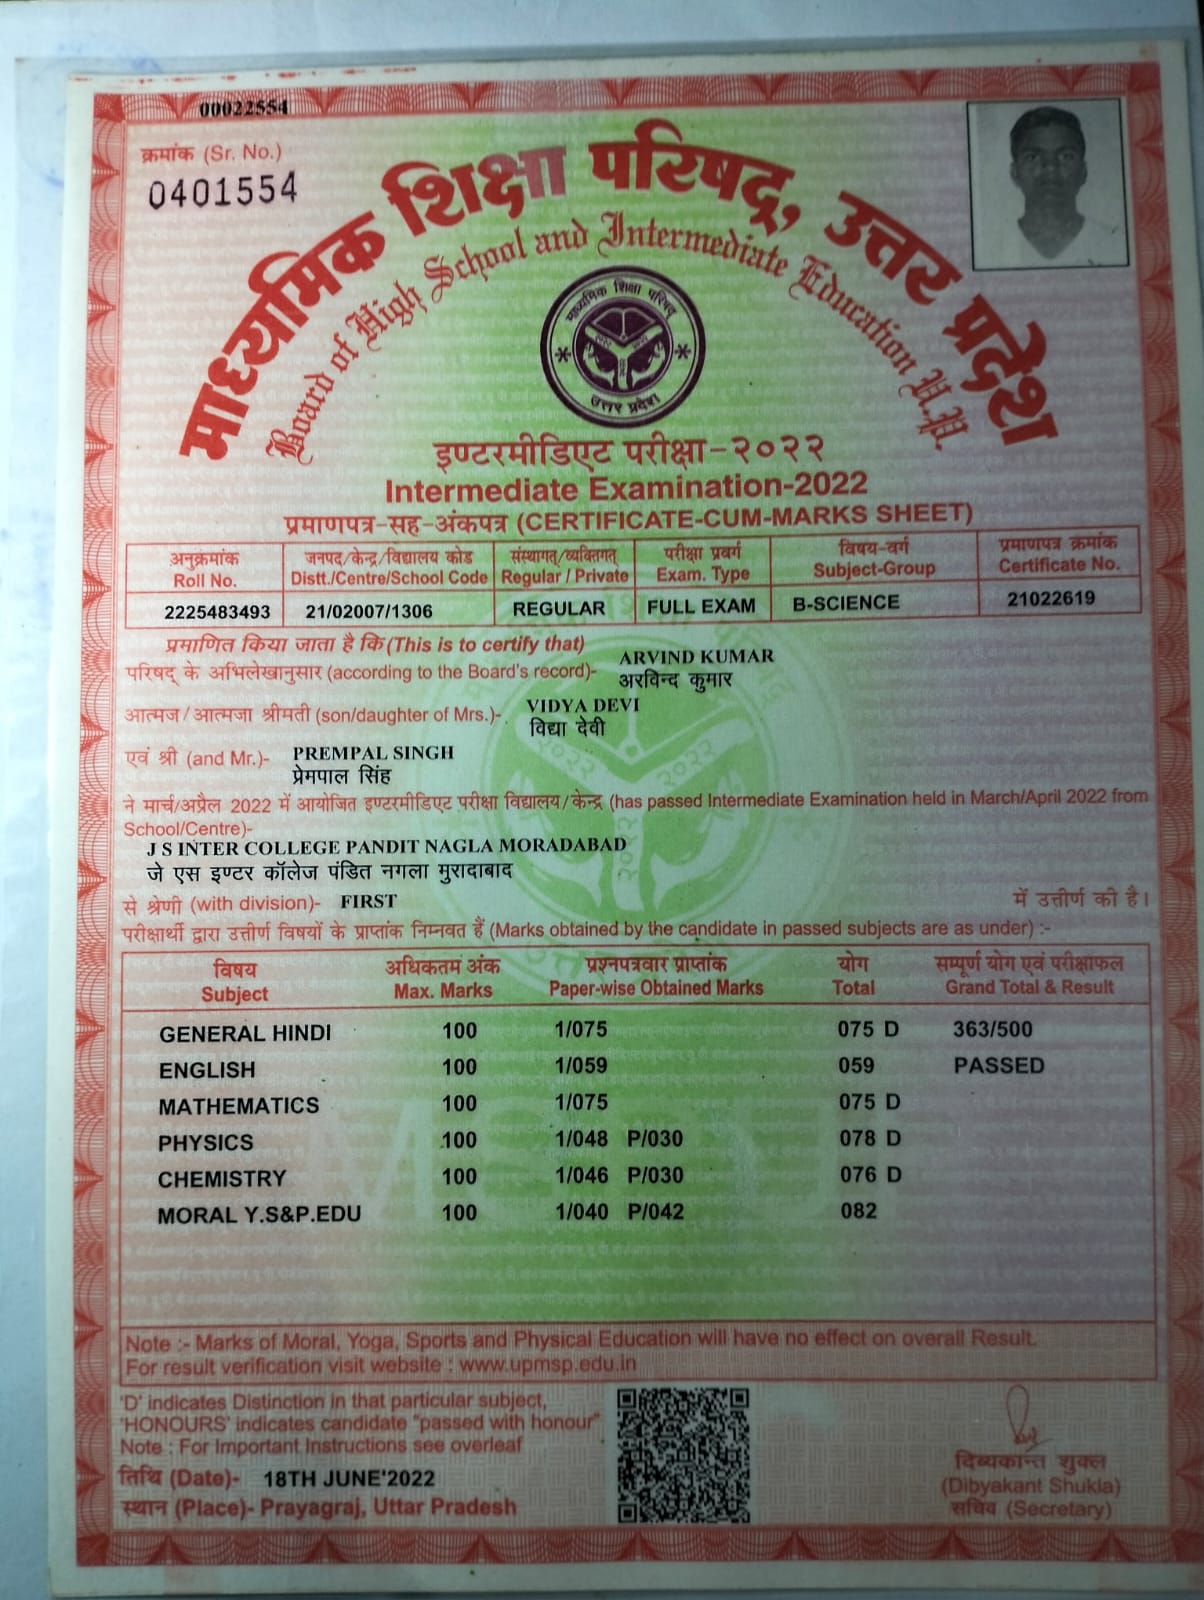 00022554
क्रमांक (Sr. No.)
0401554
माध्यमिक शिक्षा परिषद्, उत्तर प्रदेश
Board of High School and Intermediate Education U.P.
माध्यमिक शिक्षा परिषद्
उत्तर प्रदेश
इण्टरमीडिएट परीक्षा-२०२२
Intermediate Examination-2022
प्रमाणपत्र-सह-अंकपत्र (CERTIFICATE-CUM-MARKS SHEET)
अनुक्रमांक जनपद/केन्द्र/विद्यालय कोड संस्थागत/व्यक्तिगत परीक्षा प्रवर्ग विषय-वर्ग प्रमाणपत्र क्रमांक
Roll No. Distt./Centre/School Code Regular / Private Exam. Type Subject-Group Certificate No.
2225483493 21/02007/1306 REGULAR FULL EXAM B-SCIENCE 21022619
प्रमाणित किया जाता है कि (This is to certify that)
परिषद् के अभिलेखानुसार (according to the Board's record)- ARVIND KUMAR
अरविन्द कुमार
आत्मज/आत्मजा श्रीमती (son/daughter of Mrs.)- VIDYA DEVI
विद्या देवी
एवं श्री (and Mr.)- PREMPAL SINGH
प्रेमपाल सिंह
ने मार्च/अप्रैल 2022 में आयोजित इण्टरमीडिएट परीक्षा विद्यालय/केन्द्र (has passed Intermediate Examination held in March/April 2022 from
School/Centre)-
J S INTER COLLEGE PANDIT NAGLA MORADABAD
जे एस इण्टर कॉलेज पंडित नगला मुरादाबाद
से श्रेणी (with division)- FIRST में उत्तीर्ण की है।
परीक्षार्थी द्वारा उत्तीर्ण विषयों के प्राप्तांक निम्नवत हैं (Marks obtained by the candidate in passed subjects are as under) :-
विषय अधिकतम अंक प्रश्नपत्रवार प्राप्तांक योग सम्पूर्ण योग एवं परीक्षाफल
Subject Max. Marks Paper-wise Obtained Marks Total Grand Total & Result
GENERAL HINDI 100 1/075 075 D 363/500
ENGLISH 100 1/059 059 PASSED
MATHEMATICS 100 1/075 075 D
PHYSICS 100 1/048 P/030 078 D
CHEMISTRY 100 1/046 P/030 076 D
MORAL Y.S&P.EDU 100 1/040 P/042 082
Note :- Marks of Moral, Yoga, Sports and Physical Education will have no effect on overall Result.
For result verification visit website : www.upmsp.edu.in
'D' indicates Distinction in that particular subject,
'HONOURS' indicates candidate "passed with honour"
Note : For Important Instructions see overleaf
तिथि (Date)- 18TH JUNE'2022
स्थान (Place)- Prayagraj, Uttar Pradesh
दिब्यकान्त शुक्ल
(Dibyakant Shukla)
सचिव (Secretary)